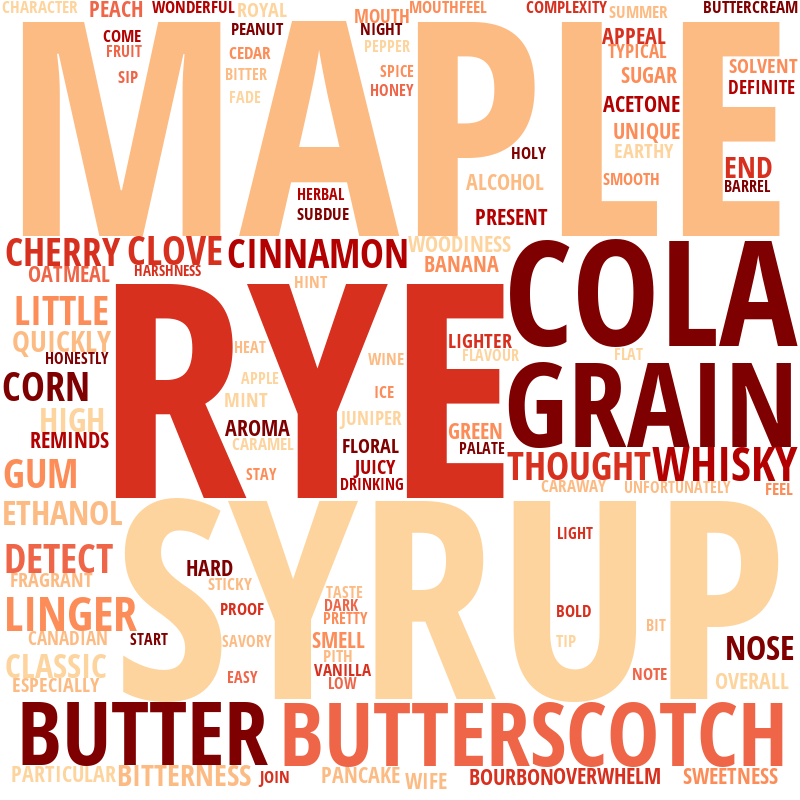 CHARACTER PEACH WONDERFUL ROYAL MOUTH MOUTHFEEL COMPLEXITY SUMMER BUTTERCREAM
COME PEANUT NIGHT APPEAL
FRUIT CEDAR PEPPER TYPICAL
SIP BITTER SPICE SUGAR SOLVENT
FADE HONEY ACETONE DEFINITE
MAPLE
UNIQUE
HOLY EARTHY
HERBAL ALCOHOL SMOOTH END
SUBDUE PRESENT BARREL
CHERRY CLOVE CINNAMON WOODINESS
OATMEAL HARSHNESS BANANA
HINT COLA
LITTLE
QUICKLY HEAT LIGHTER
HONESTLY WINE FLAVOUR FLAT
CORN RYE APPLE ICE GRAIN
HIGH MINT JUNIPER
REMINDS AROMA GREEN
CARAMEL FLORAL PALATE
GUM STAY JUICY THOUGHT WHISKY
DRINKING CARAWAY UNFORTUNATELY FEEL
ETHANOL
LIGHT
DETECT HARD
FRAGRANT STICKY TASTE
SYRUP
LINGER PROOF DARK BOLD
PRETTY BIT
CANADIAN START SAVORY SMELL TIP NOSE
CLASSIC PITH
ESPECIALLY EASY VANILLA NOTE OVERALL
LOW
BUTTER BUTTERSCOTCH
PARTICULAR BITTERNESS JOIN PANCAKE WIFE BOURBON OVERWHELM SWEETNESS